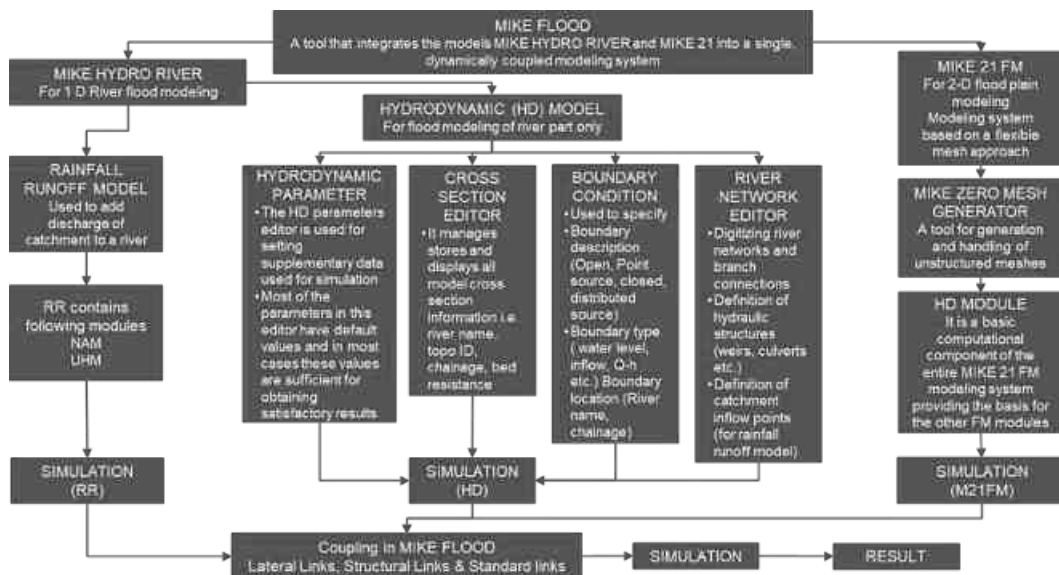 MIKE FLOOD
A tool that integrates the models MIKE HYDRO RIVER and MIKE 21 into a single,
dynamically coupled modeling system
MIKE HYDRO RIVER
For 1 D River flood modeling
HYDRODYNAMIC (HD) MODEL
For flood modeling of river part only
MIKE 21 FM
For 2-D flood plain
modeling
Modeling system
based on a flexible
mesh approach
RAINFALL
RUNOFF MODEL
Used to add
discharge of
catchment to a river
HYDRODYNAMIC
PARAMETER
• The HD parameters
editor is used for
setting
supplementary data
used for simulation
• Most of the
parameters in this
editor have default
values and in most
cases these values
are sufficient for
obtaining
satisfactory results
CROSS
SECTION
EDITOR
• It manages
stores and
displays all
model cross
section
information i.e
river name,
topo ID,
chainage, bed
resistance
BOUNDARY
CONDITION
• Used to specify
• Boundary
description
(Open, Point
source, closed,
distributed
source)
• Boundary type
( water level,
inflow, Q-h
etc.) Boundary
location (River
name,
chainage)
RIVER
NETWORK
EDITOR
• Digitizing river
networks and
branch
connections
• Definition of
hydraulic
structures
(weirs, culverts
etc.)
• Definition of
catchment
inflow points
(for rainfall
runoff model)
MIKE ZERO MESH
GENERATOR
A tool for generation
and handling of
unstructured meshes
RR contains
following modules
NAM
UHM
HD MODULE
It is a basic
computational
component of the
entire MIKE 21 FM
modeling system
providing the basis for
the other FM modules
SIMULATION
(RR)
SIMULATION
(HD)
SIMULATION
(M21FM)
Coupling in MIKE FLOOD
Lateral Links, Structural Links & Standard links
SIMULATION
RESULT